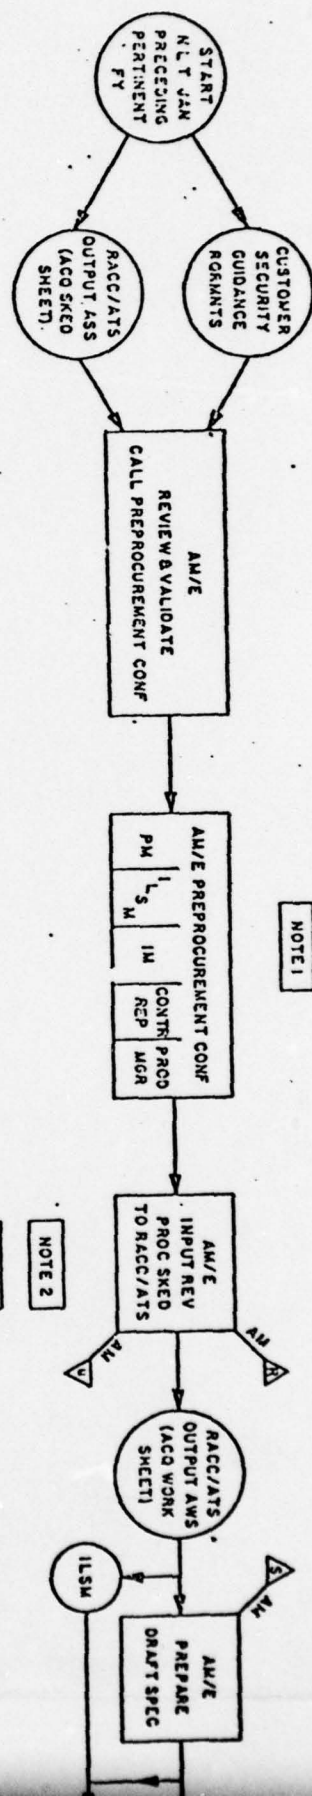 START
NLT JAN
PRECEDING
PERTINENT
FY
CUSTOMER
SECURITY
GUIDANCE
RQRMNTS
RACC/ATS
OUTPUT ASS
(ACQ SKED
SHEET).
AM/E
REVIEW & VALIDATE
CALL PREPROCUREMENT CONF
NOTE 1
AM/E PREPROCUREMENT CONF
PM
ILSM
IM
CONTR
REP
PROD
MGR
NOTE 2
AM/E
INPUT REV
PROC SKED
TO RACC/ATS
AM
R
AM
RACC/ATS
OUTPUT AWS
(ACQ WORK
SHEET)
ILSM
S
AM
AM/E
PREPARE
DRAFT SPEC